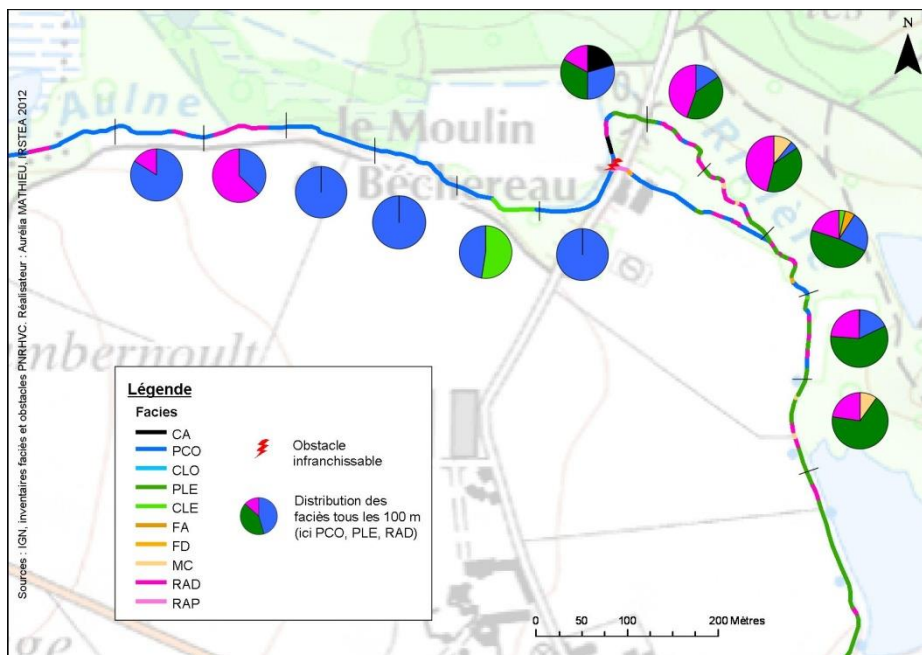 N
Aulne
le Moulin
Béchereau
Rivière
mbernoult
ge
Sources : IGN, inventaires faciès et obstacles PNRHVC. Réalisateur : Aurélia MATHIEU, IRSTEA 2012
Légende
Facies
CA
PCO
CLO
PLE
CLE
FA
FD
MC
RAD
RAP
Obstacle
infranchissable
Distribution des
faciès tous les 100 m
(ici PCO, PLE, RAD)
0 50 100 200 Mètres